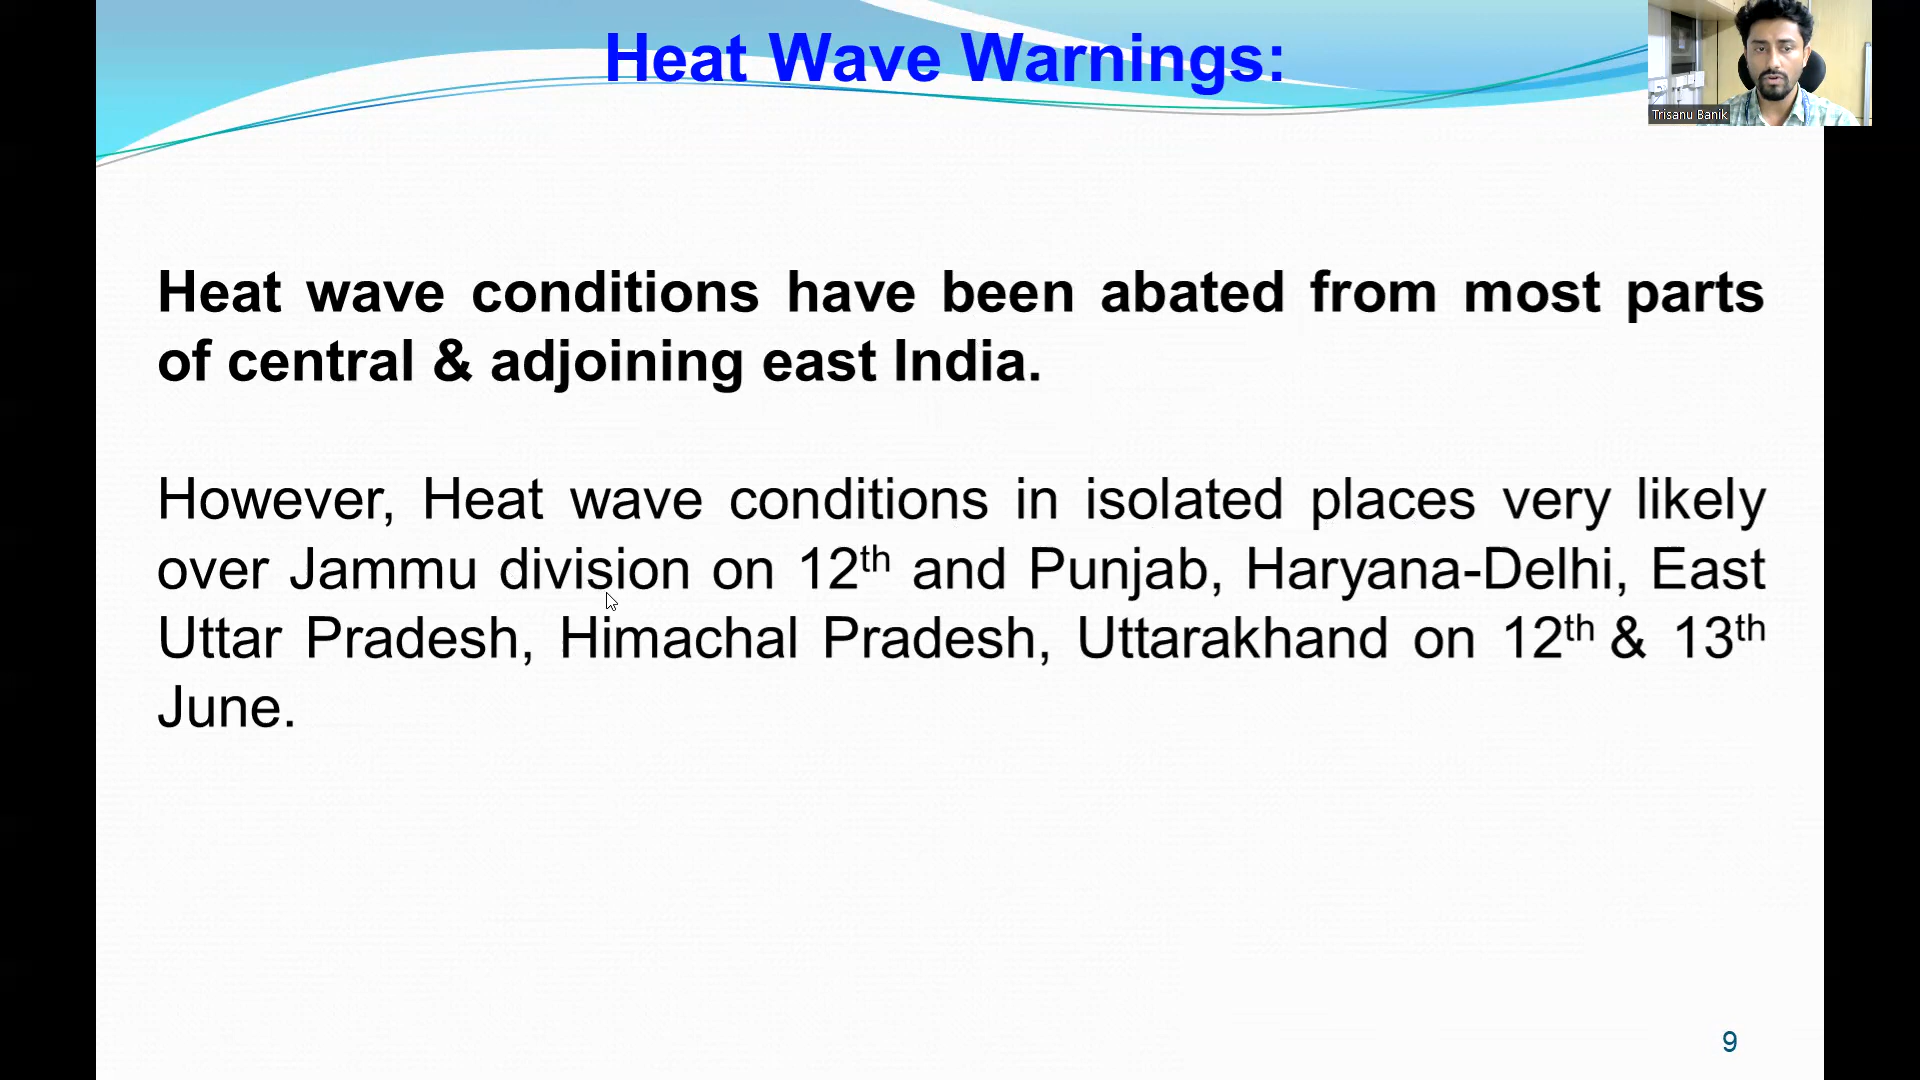 Heat Wave Warnings:
Trisanu Banik
Heat wave conditions have been abated from most parts
of central & adjoining east India.
However, Heat wave conditions in isolated places very likely
over Jammu division on 12th and Punjab, Haryana-Delhi, East
Uttar Pradesh, Himachal Pradesh, Uttarakhand on 12th & 13th
June.
9